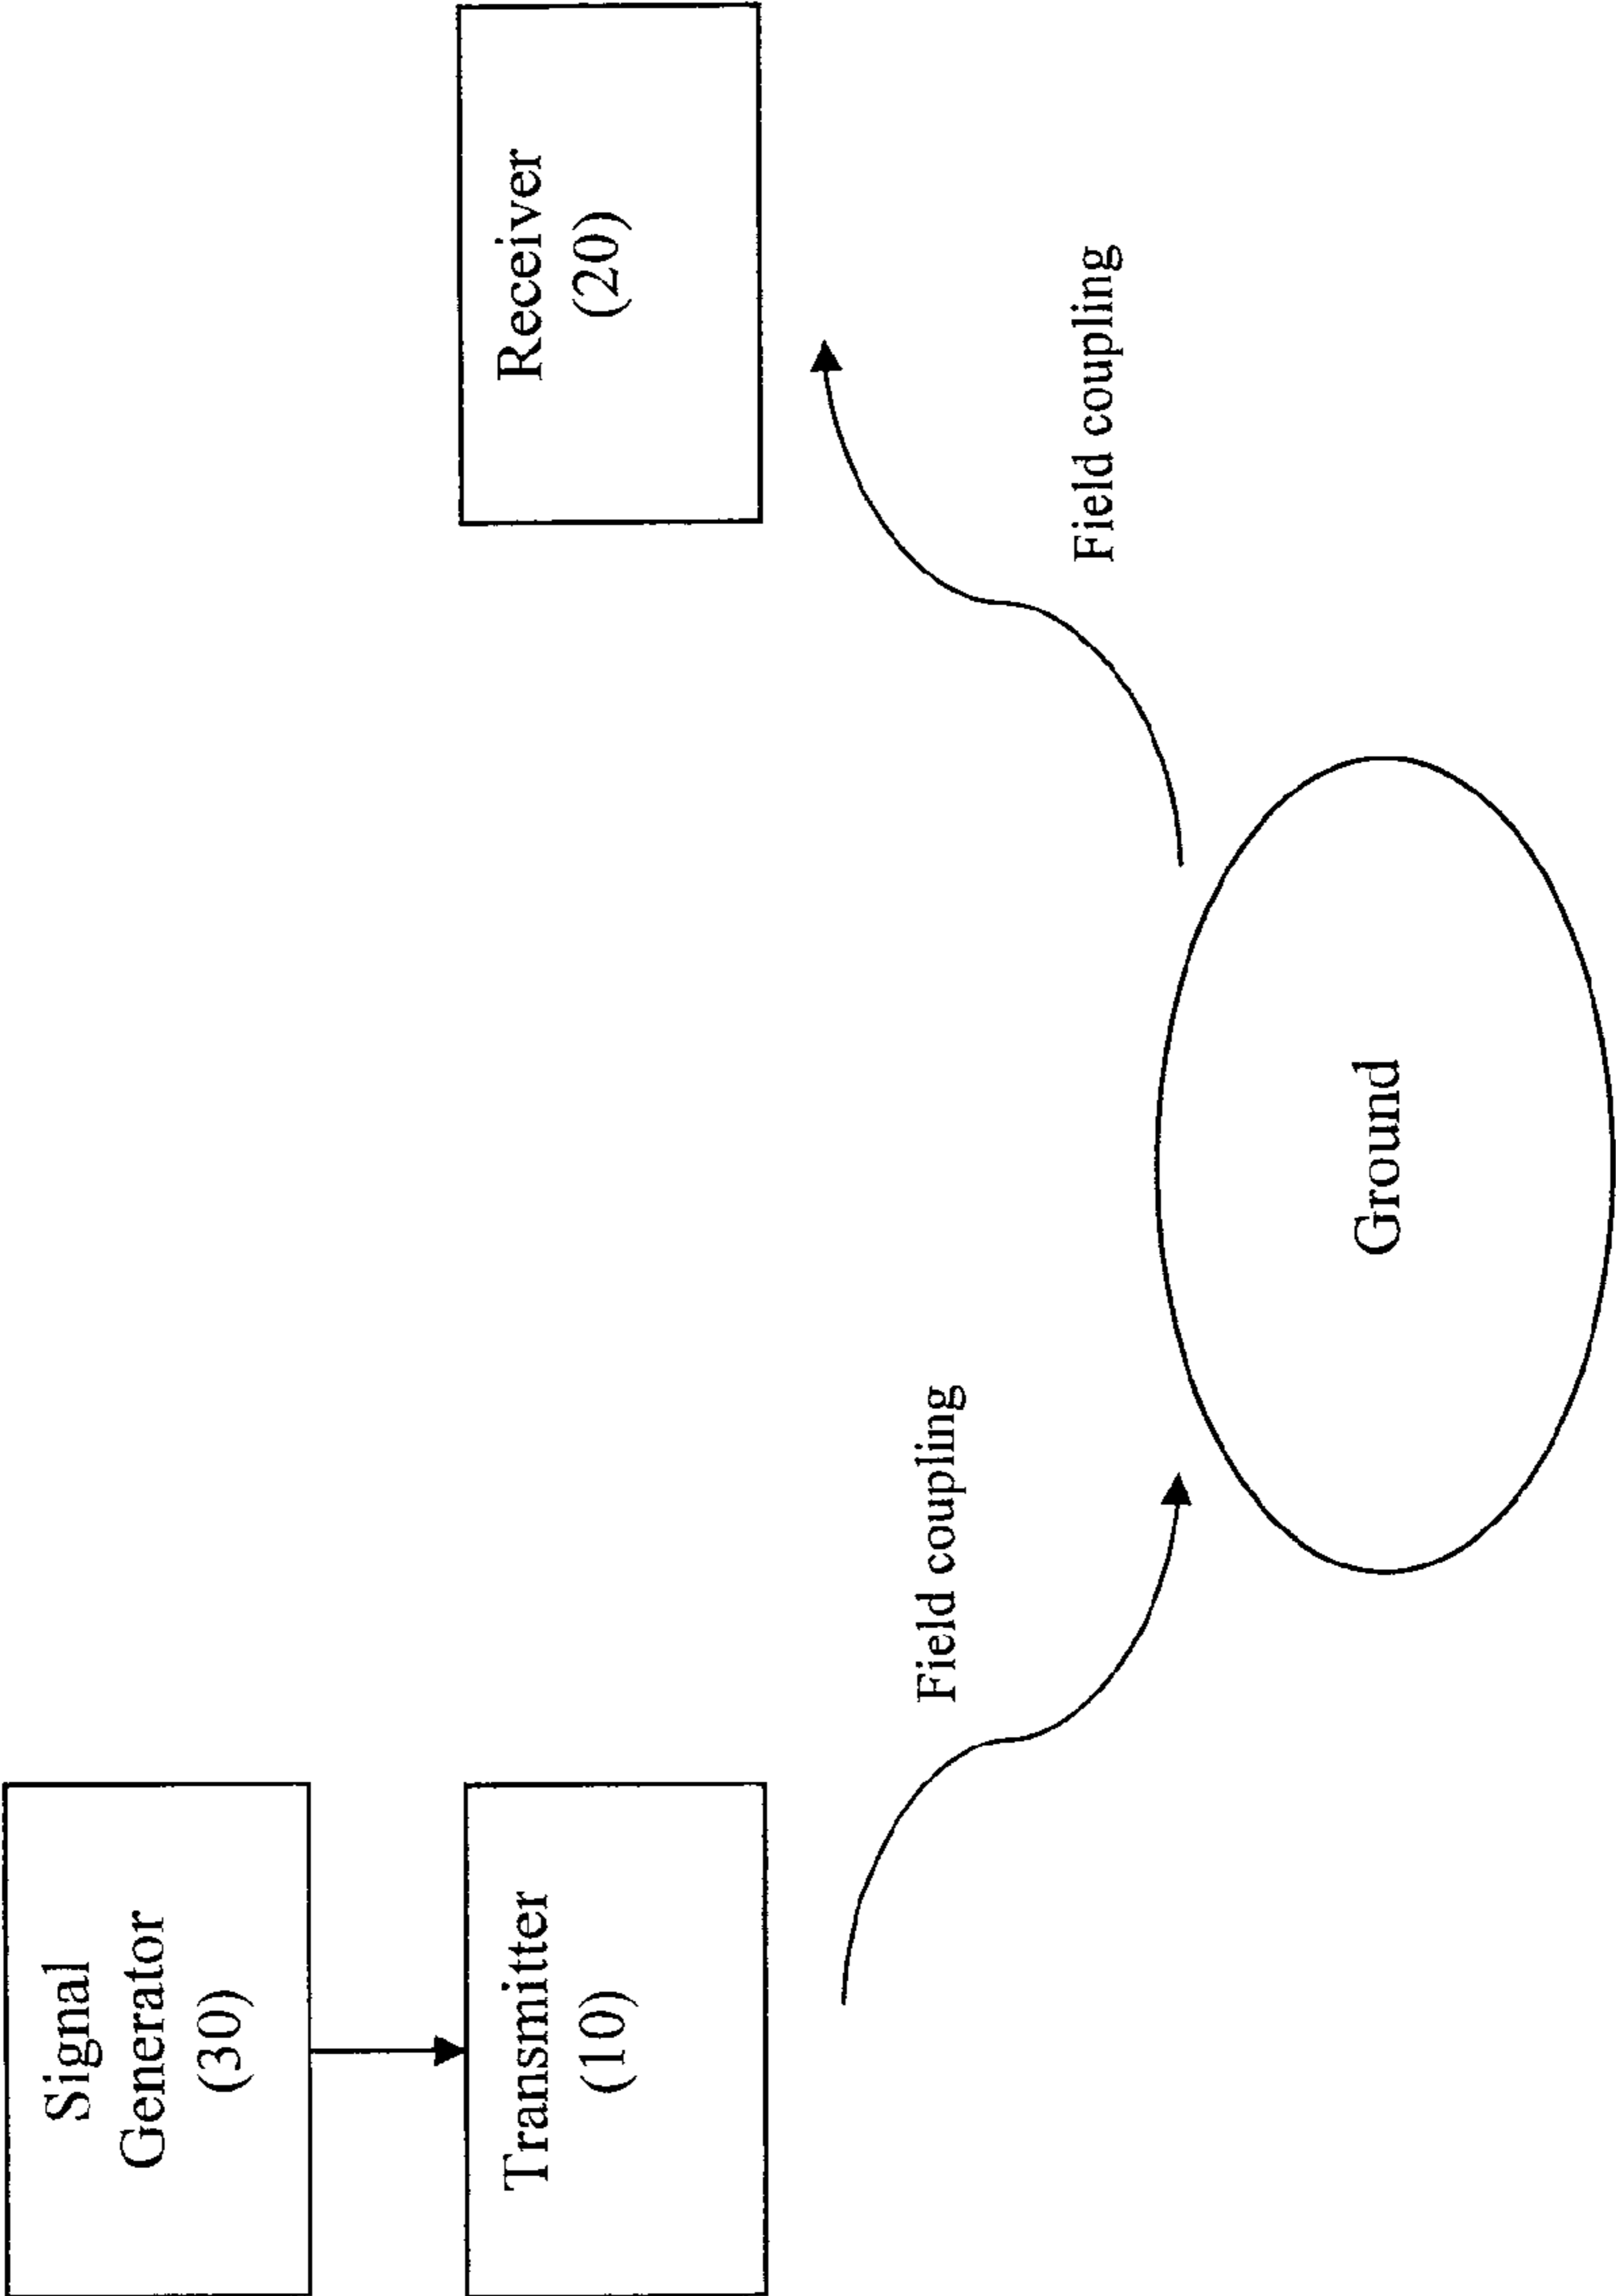 Signal
Generator
(30)
Transmitter
(10)
Receiver
(20)
Field coupling
Field coupling
Ground